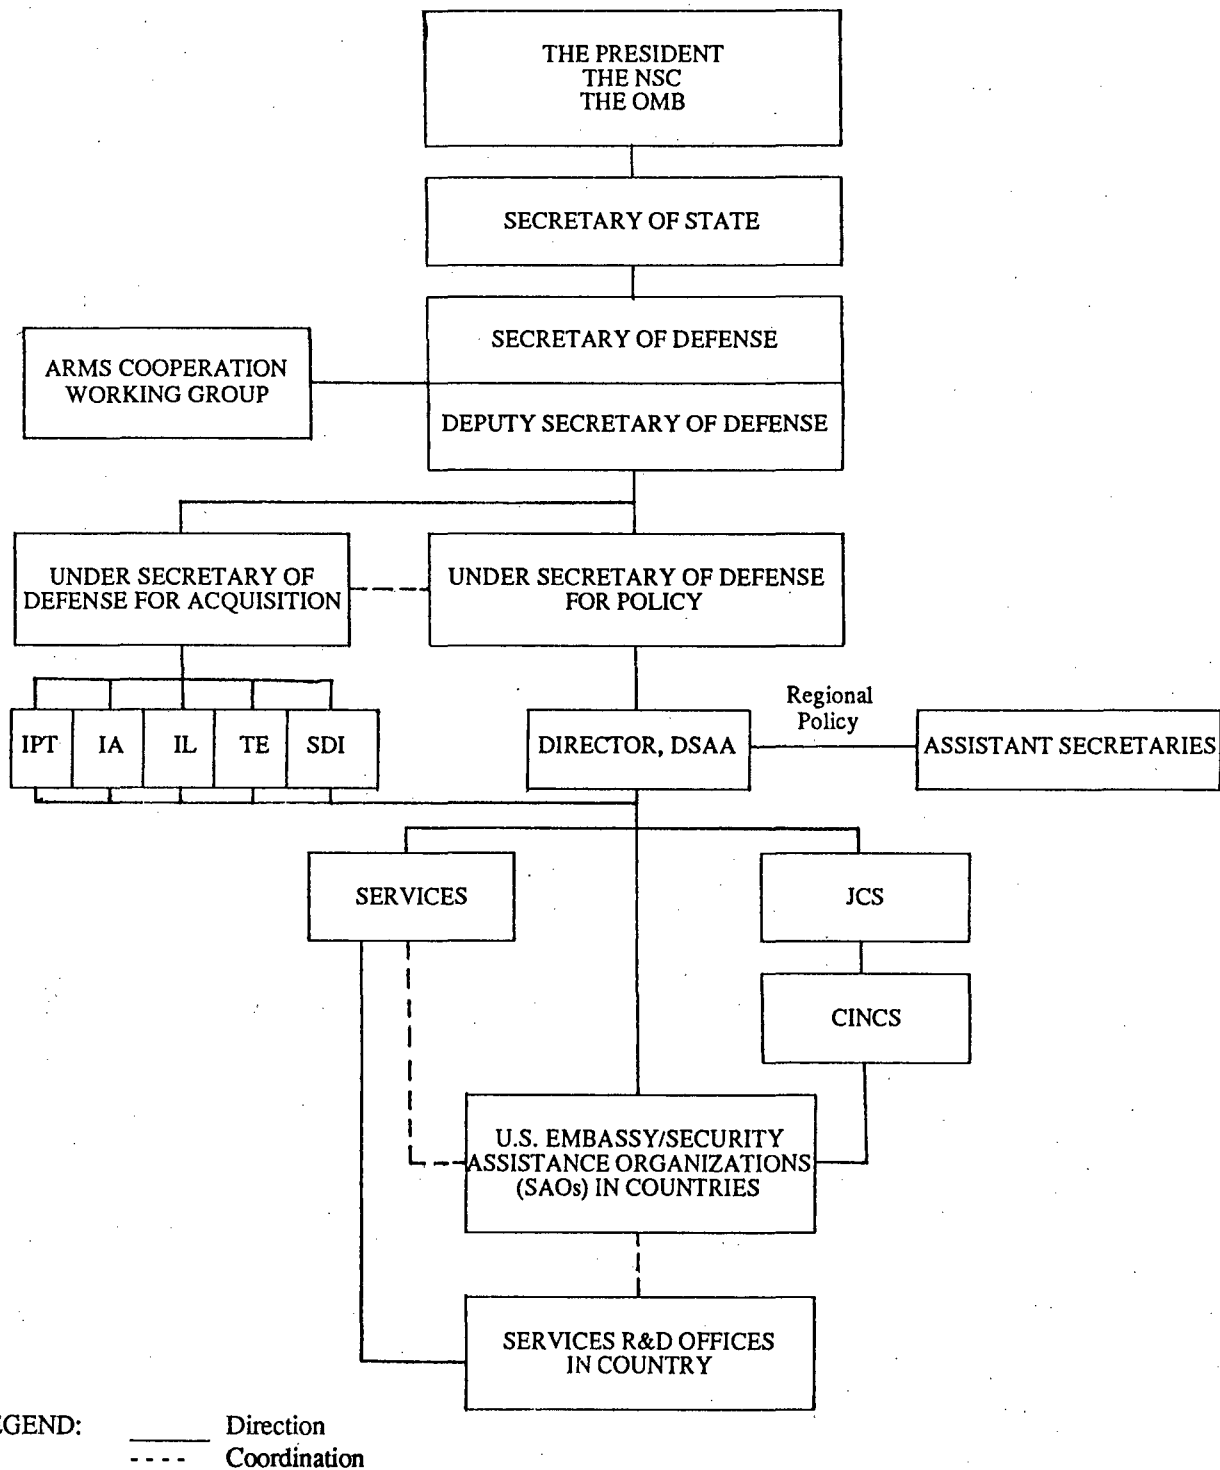 THE PRESIDENT
THE NSC
THE OMB
SECRETARY OF STATE
SECRETARY OF DEFENSE
ARMS COOPERATION
WORKING GROUP
DEPUTY SECRETARY OF DEFENSE
UNDER SECRETARY OF
DEFENSE FOR ACQUISITION
UNDER SECRETARY OF DEFENSE
FOR POLICY
IPT
IA
IL
TE
SDI
DIRECTOR, DSAA
Regional
Policy
ASSISTANT SECRETARIES
SERVICES
JCS
CINCS
U.S. EMBASSY/SECURITY
ASSISTANCE ORGANIZATIONS
(SAOs) IN COUNTRIES
SERVICES R&D OFFICES
IN COUNTRY
EGEND:
Direction
Coordination